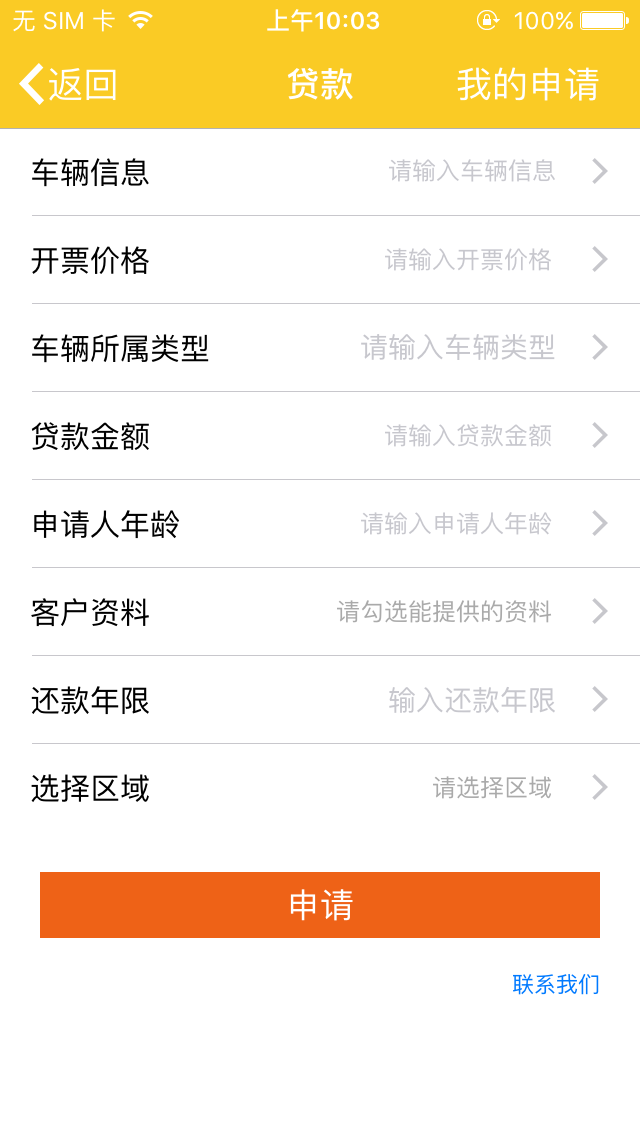 无 SIM 卡 上午10:03 100%
返回 贷款 我的申请
车辆信息 请输入车辆信息
开票价格 请输入开票价格
车辆所属类型 请输入车辆类型
贷款金额 请输入贷款金额
申请人年龄 请输入申请人年龄
客户资料 请勾选能提供的资料
还款年限 输入还款年限
选择区域 请选择区域
申请
联系我们